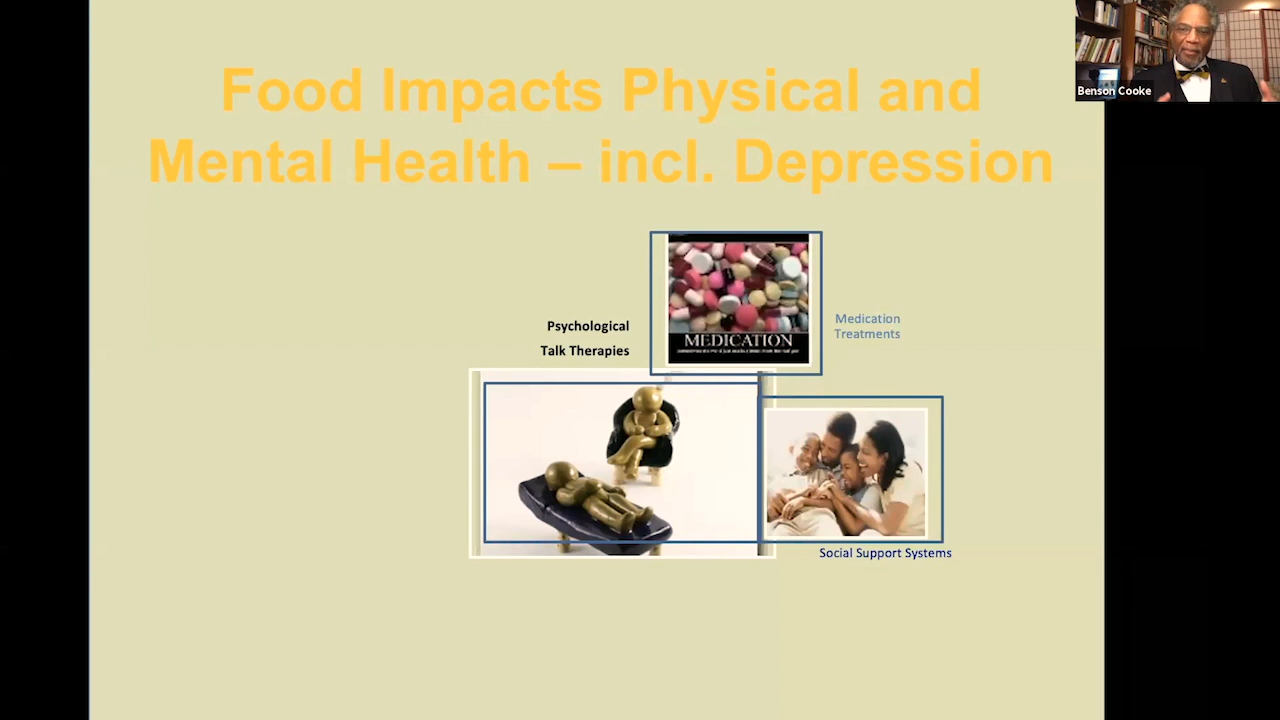 Food Impacts Physical and
Mental Health – incl. Depression
Benson Cooke
Psychological
Talk Therapies
MEDICATION
Medication
Treatments
Social Support Systems